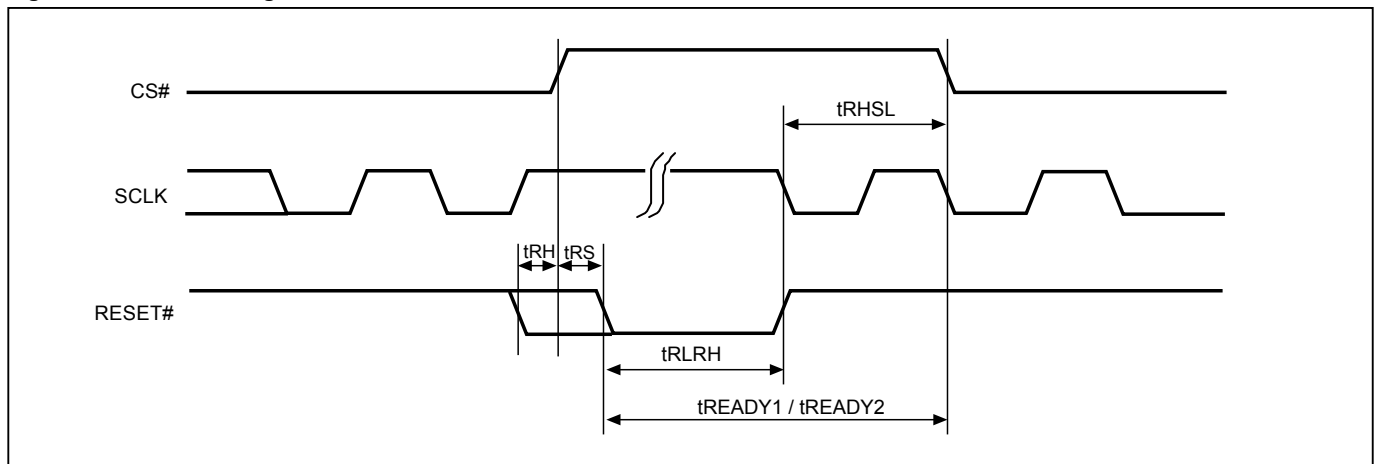 CS#
tRHSL
SCLK
tRH tRS
RESET#
tRLRH
tREADY1 / tREADY2